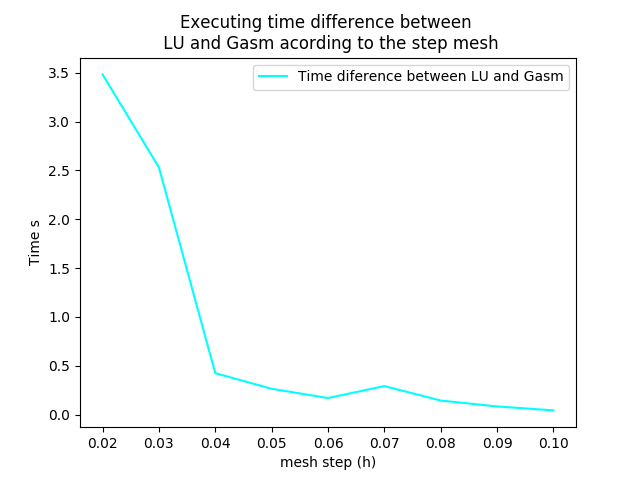 Executing time difference between
LU and Gasm acording to the step mesh
Time diference between LU and Gasm
3.5
3.0
2.5
2.0
1.5
1.0
0.5
0.0
Time s
0.02 0.03 0.04 0.05 0.06 0.07 0.08 0.09 0.10
mesh step (h)